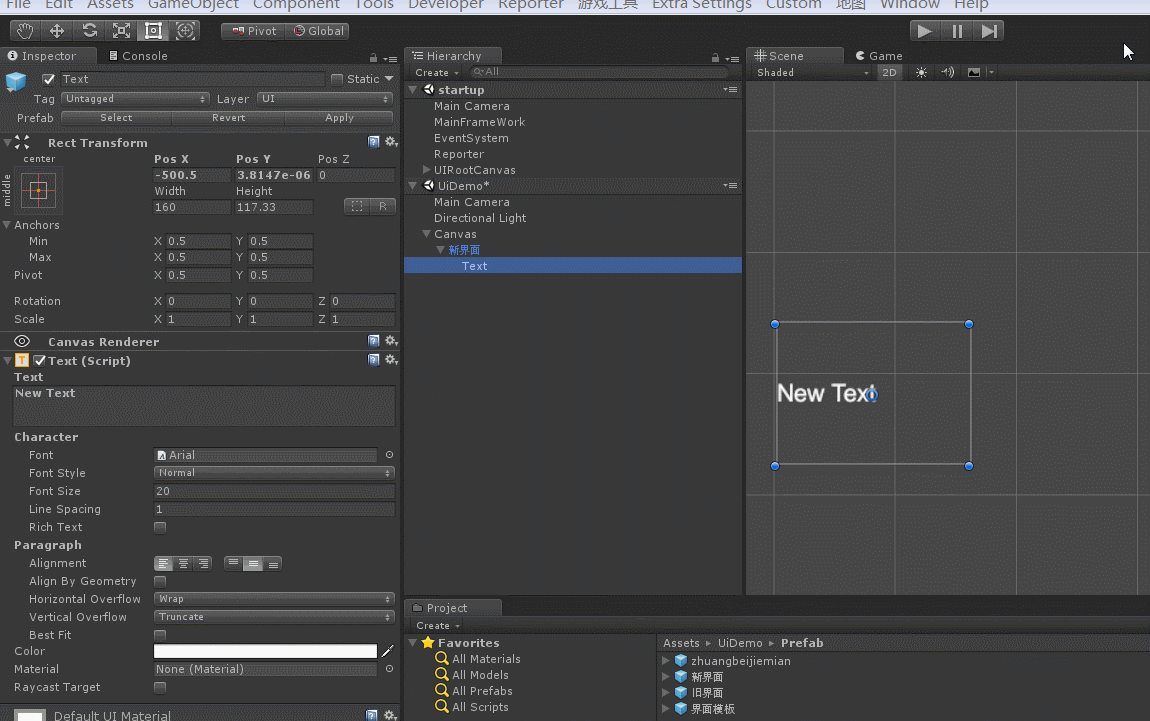 File Edit Assets GameObject Component Tools Developer Reporter 游戏工具 Extra Settings Custom 地图 Window Help
Pivot Global
Inspector Console
Text Static
Tag Untagged Layer UI
Prefab Select Revert Apply
Rect Transform
center
middle
Pos X Pos Y Pos Z
-500.5 3.8147e-06 0
Width Height
160 117.33
R
Anchors
Min X 0.5 Y 0.5
Max X 0.5 Y 0.5
Pivot X 0.5 Y 0.5
Rotation X 0 Y 0 Z 0
Scale X 1 Y 1 Z 1
Canvas Renderer
Text (Script)
Text
New Text
Character
Font Arial
Font Style Normal
Font Size 20
Line Spacing 1
Rich Text
Paragraph
Alignment
Align By Geometry
Horizontal Overflow Wrap
Vertical Overflow Truncate
Best Fit
Color
Material None (Material)
Raycast Target
Default UI Material
Hierarchy
Create All
startup
Main Camera
MainFrameWork
EventSystem
Reporter
UIRootCanvas
UiDemo*
Main Camera
Directional Light
Canvas
新界面
Text
Scene Game
Shaded 2D
New Text
Project
Create
Favorites
All Materials
All Models
All Prefabs
All Scripts
Assets UiDemo Prefab
zhuangbeijiemian
新界面
旧界面
界面模板